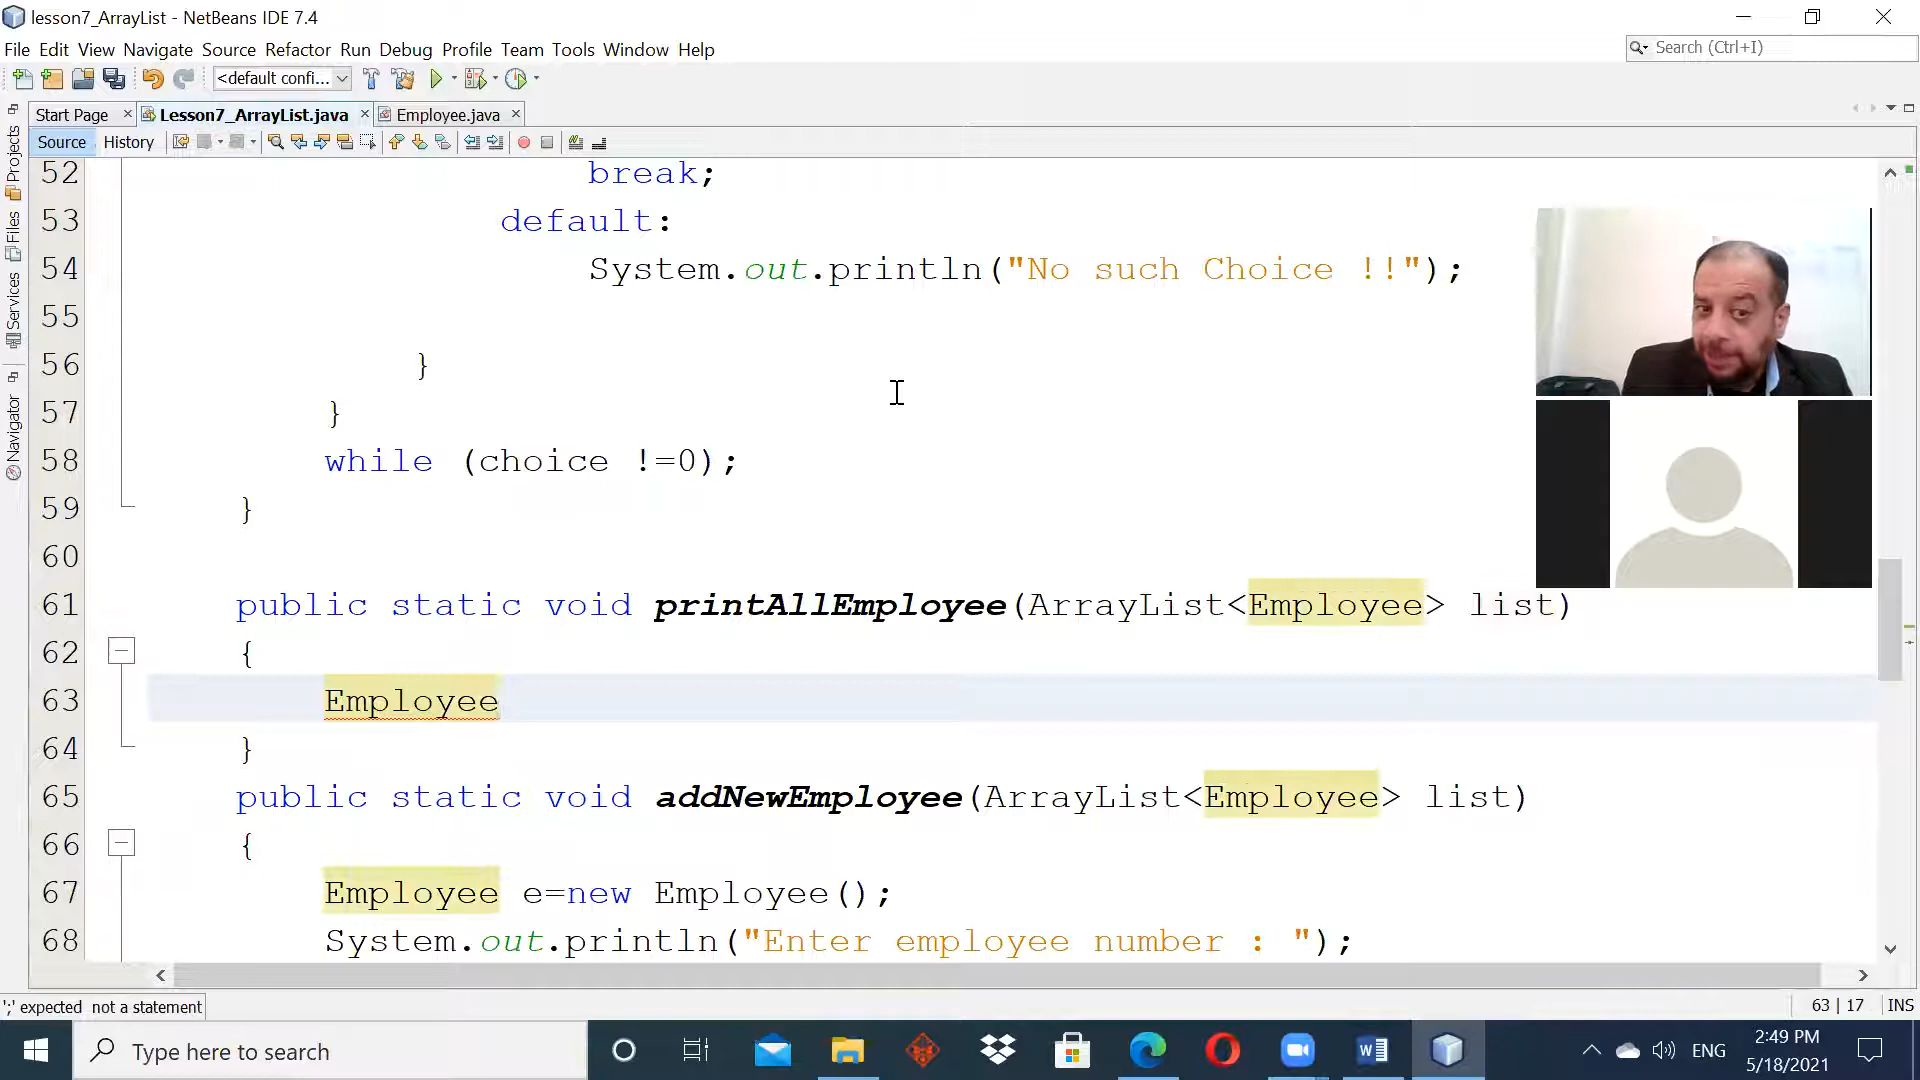 lesson7_ArrayList - NetBeans IDE 7.4
File Edit View Navigate Source Refactor Run Debug Profile Team Tools Window Help
Search (Ctrl+I)
<default confi...
Start Page Lesson7_ArrayList.java Employee.java
Source History
Projects
Files
Services
Navigator
52 break;
53 default:
54 System.out.println("No such Choice !!");
55
56 }
57 }
58 while (choice !=0);
59 }
60
61 public static void printAllEmployee(ArrayList<Employee> list)
62 {
63 Employee
64 }
65 public static void addNewEmployee(ArrayList<Employee> list)
66 {
67 Employee e=new Employee();
68 System.out.println("Enter employee number : ");
';' expected not a statement
63 | 17 INS
Type here to search
ENG
2:49 PM
5/18/2021